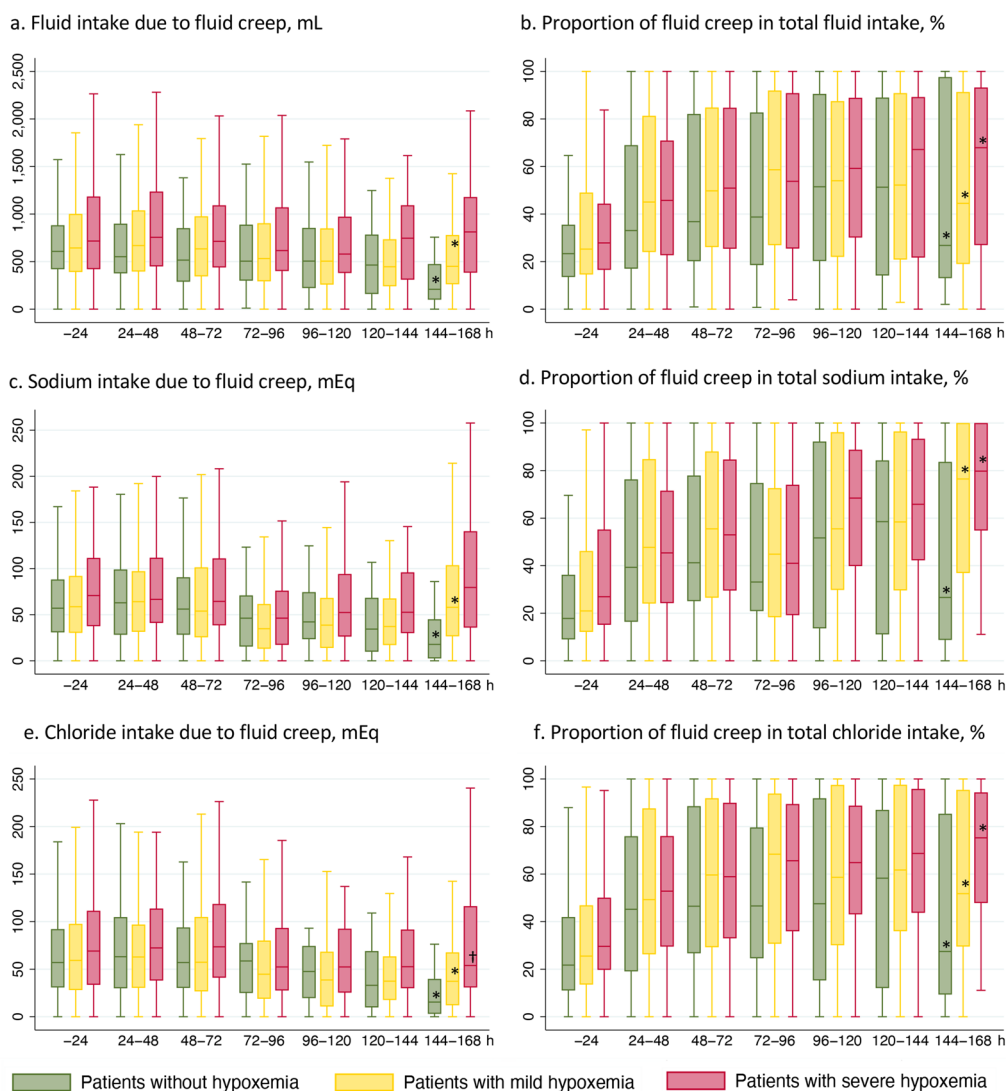 a. Fluid intake due to fluid creep, mL
2,500
2,000
1,500
1,000
500
0
* *
−24 24−48 48−72 72−96 96−120 120−144 144−168 h
b. Proportion of fluid creep in total fluid intake, %
100
80
60
40
20
0
* * *
−24 24−48 48−72 72−96 96−120 120−144 144−168 h
c. Sodium intake due to fluid creep, mEq
250
200
150
100
50
0
* *
−24 24−48 48−72 72−96 96−120 120−144 144−168 h
d. Proportion of fluid creep in total sodium intake, %
100
80
60
40
20
0
* * *
−24 24−48 48−72 72−96 96−120 120−144 144−168 h
e. Chloride intake due to fluid creep, mEq
250
200
150
100
50
0
* * †
−24 24−48 48−72 72−96 96−120 120−144 144−168 h
f. Proportion of fluid creep in total chloride intake, %
100
80
60
40
20
0
* * *
−24 24−48 48−72 72−96 96−120 120−144 144−168 h
Patients without hypoxemia Patients with mild hypoxemia Patients with severe hypoxemia